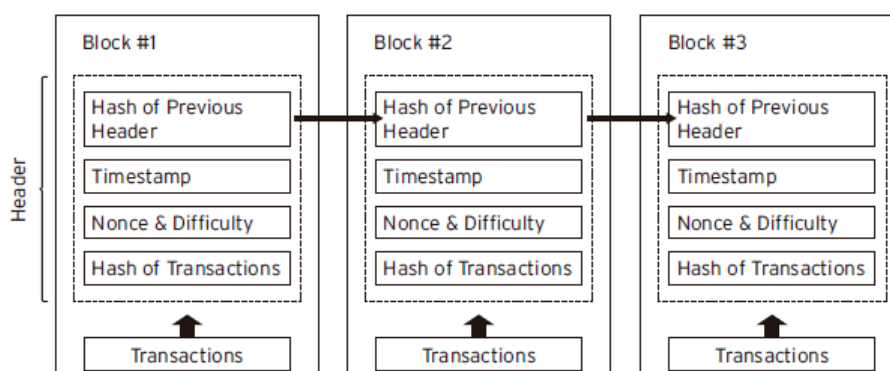 Block #1
Block #2
Block #3
Header
Hash of Previous
Header
Timestamp
Nonce & Difficulty
Hash of Transactions
Transactions
Hash of Previous
Header
Timestamp
Nonce & Difficulty
Hash of Transactions
Transactions
Hash of Previous
Header
Timestamp
Nonce & Difficulty
Hash of Transactions
Transactions